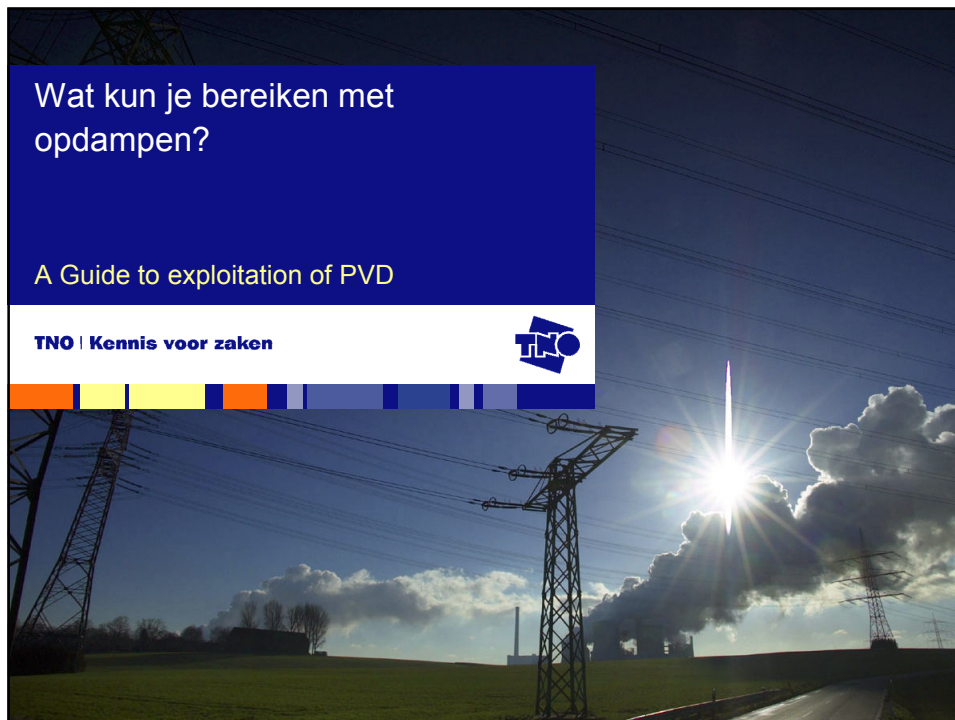 Wat kun je bereiken met
opdampen?
A Guide to exploitation of PVD
TNO | Kennis voor zaken
TNO